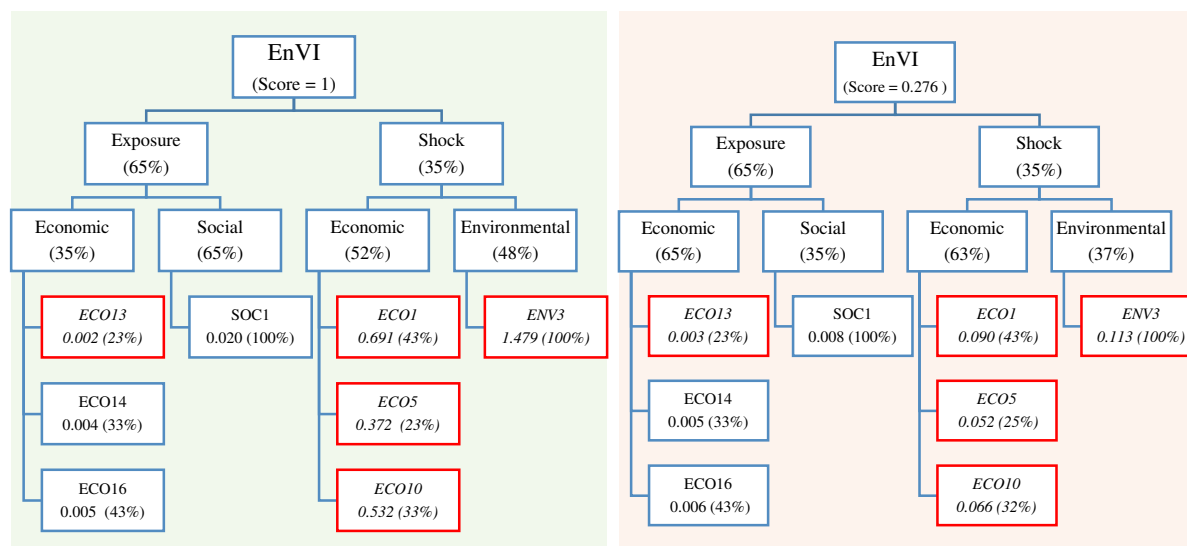 EnVI
(Score = 1)
Exposure
(65%)
Shock
(35%)
Economic
(35%)
Social
(65%)
Economic
(52%)
Environmental
(48%)
ECO13
0.002 (23%)
SOC1
0.020 (100%)
ECO1
0.691 (43%)
ENV3
1.479 (100%)
ECO14
0.004 (33%)
ECO5
0.372 (23%)
ECO16
0.005 (43%)
ECO10
0.532 (33%)
EnVI
(Score = 0.276 )
Exposure
(65%)
Shock
(35%)
Economic
(65%)
Social
(35%)
Economic
(63%)
Environmental
(37%)
ECO13
0.003 (23%)
SOC1
0.008 (100%)
ECO1
0.090 (43%)
ENV3
0.113 (100%)
ECO14
0.005 (33%)
ECO5
0.052 (25%)
ECO16
0.006 (43%)
ECO10
0.066 (32%)